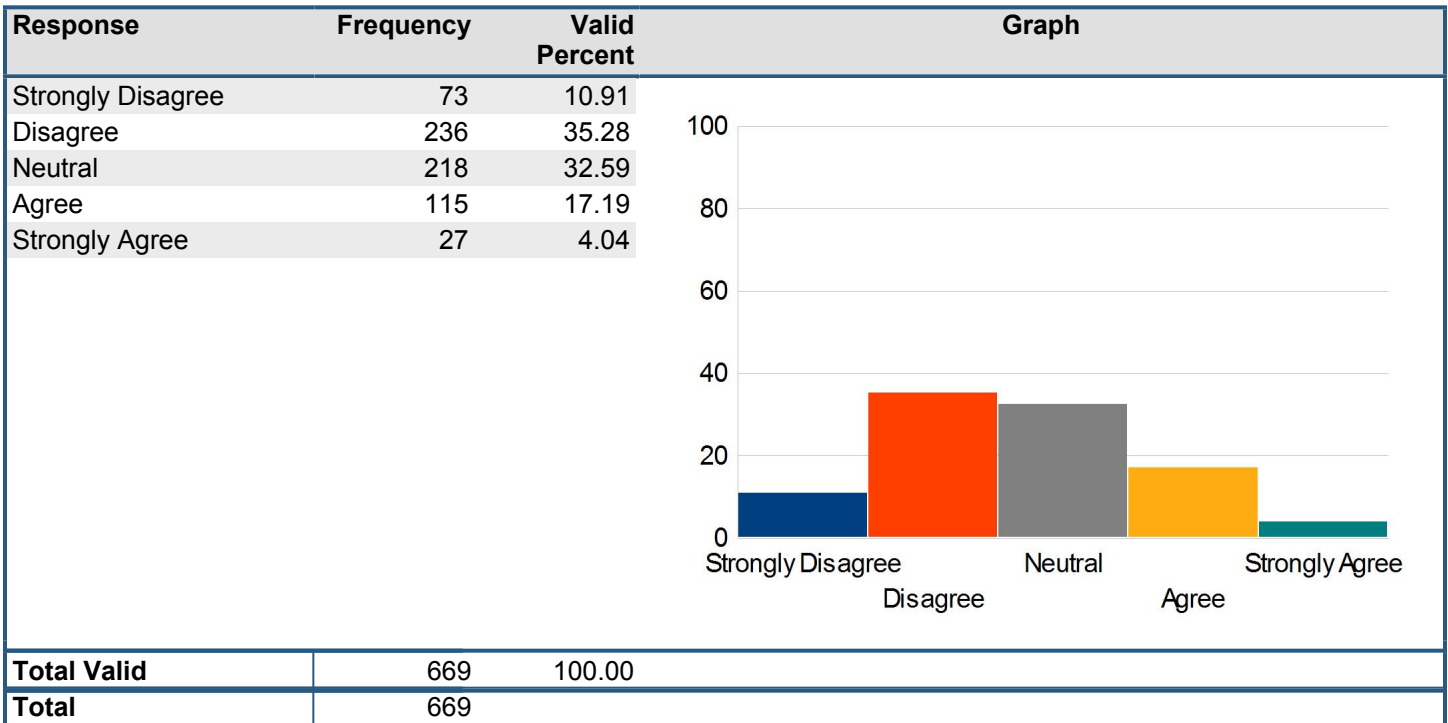 Response Frequency Valid Percent Graph
Strongly Disagree 73 10.91
Disagree 236 35.28
Neutral 218 32.59
Agree 115 17.19
Strongly Agree 27 4.04
100
80
60
40
20
0
Strongly Disagree Neutral Strongly Agree
Disagree Agree
Total Valid 669 100.00
Total 669